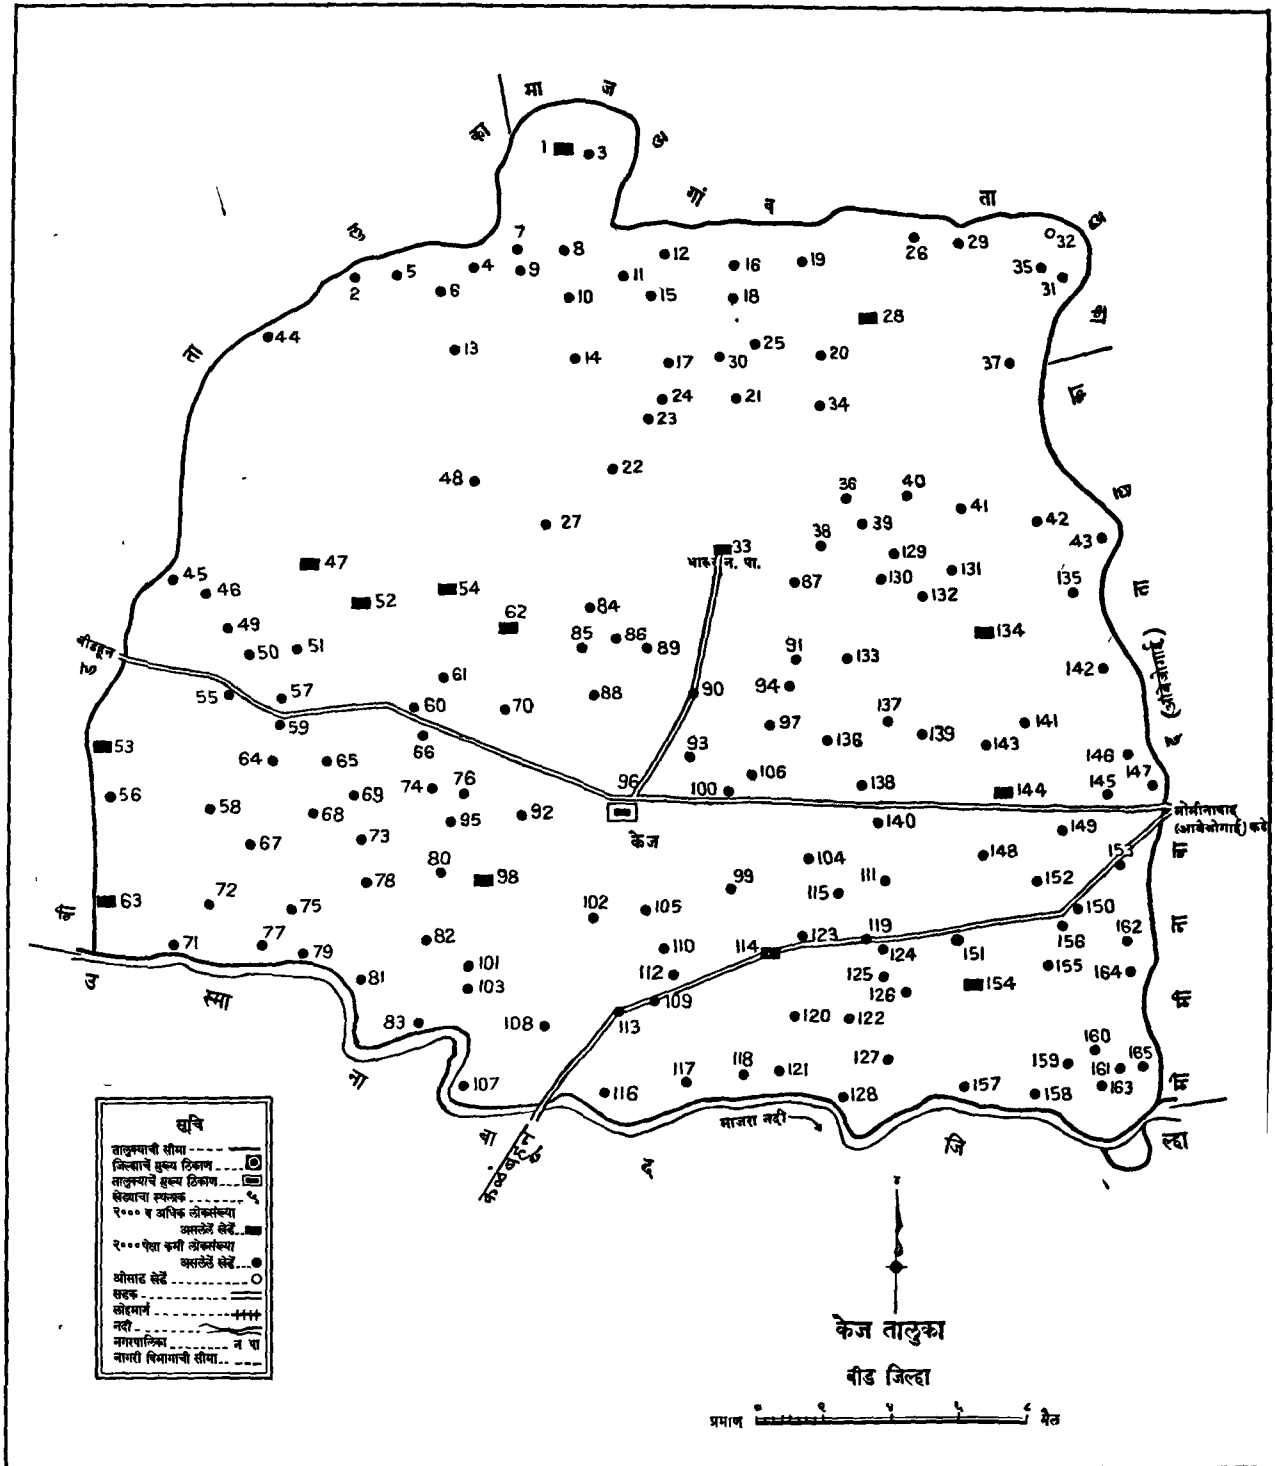 मा ज
का ल
गां व ता
लु
ता
1 3
7 8 12 16 19 26 29 32
2 5 4 9 11 35 31
6 10 15 18
28
44 13 14 17 30 25 20 37
24 21 34
23
22
48 27 36 40 41 42
39 43
38
33
न. पा.
129
45 46 47 54 87 130 131 135
52 132
49 62 84 134
50 51 85 86 89 91 133 142
बीडहून
61 88 90 94
55 57 60 70 97 137 141
59 66 136 139 143
53 93 146
64 65 106 147
56 74 76 96 100 138 144 145
58 69 68 95 92 140 149
केज
मोमीनाबाद
(आंबेजोगाई) कडे
(आंबेजोगाई)
67 73 104 148 153
80 98 99 111 152
63 72 78 115
75 102 105 150
71 77 82 110 114 123 119 156 162
79 101 112 124 151 155 164
81 103 109 125 126 154
83 108 113 120 122
127 160
118 121 159 161 165
107 116 117 128 157 158 163
उ स्मा ना बा द जि ल्हा
कळंबहून
माजरा नदी
सूचि
तालुक्याची सीमा
जिल्ह्याचें मुख्य ठिकाण
तालुक्याचें मुख्य ठिकाण
खेड्याचा स्थलांक
२००० व अधिक लोकसंख्या
असलेलें खेडें
२००० पेक्षा कमी लोकसंख्या
असलेलें खेडें
ओसाड खेडें
सडक
लोहमार्ग
नदी
नगरपालिका न पा
नागरी विभागाची सीमा
केज तालुका
बीड जिल्हा
प्रमाण ० २ ४ ६ ८ मैल